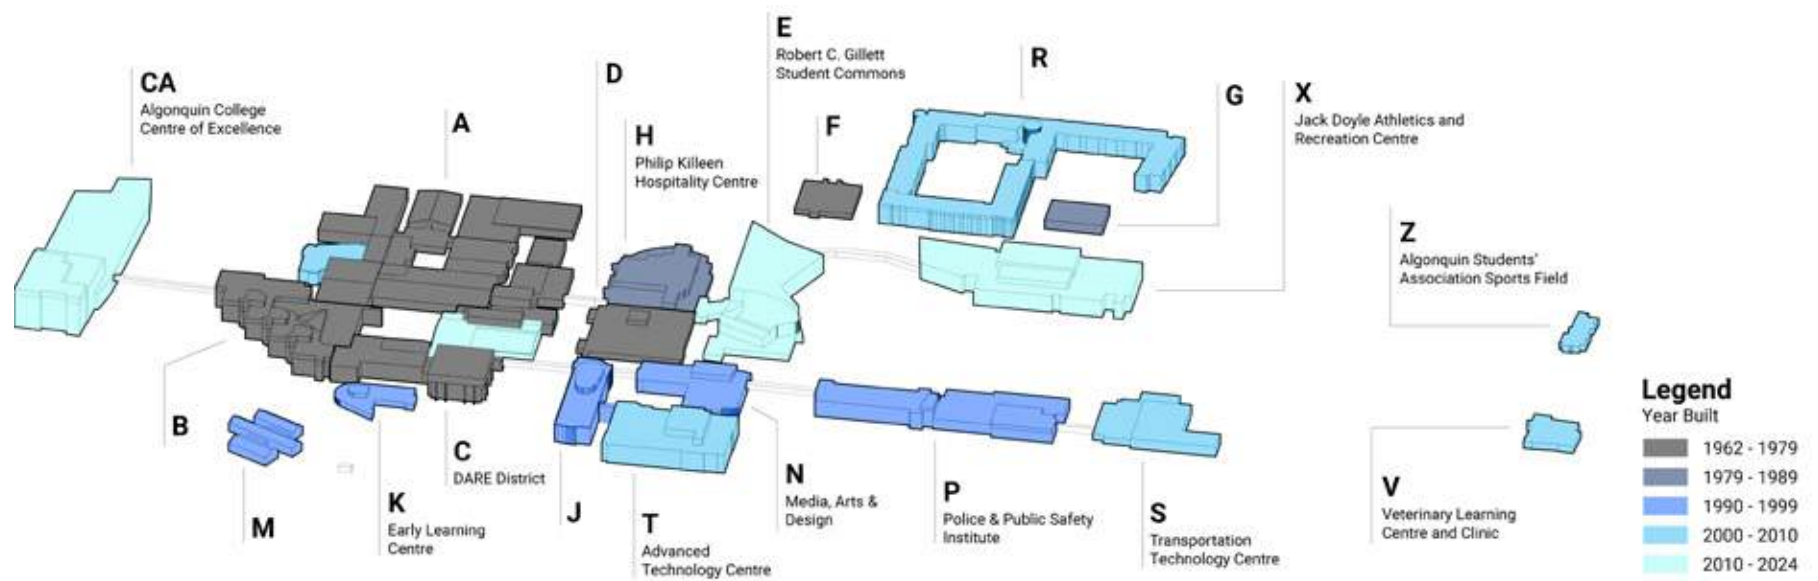 CA
Algonquin College
Centre of Excellence
A
D
H
Philip Killeen
Hospitality Centre
E
Robert C. Gillett
Student Commons
F
R
G
X
Jack Doyle Athletics and
Recreation Centre
Z
Algonquin Students'
Association Sports Field
B
M
K
Early Learning
Centre
C
DARE District
J
T
Advanced
Technology Centre
N
Media, Arts &
Design
P
Police & Public Safety
Institute
S
Transportation
Technology Centre
V
Veterinary Learning
Centre and Clinic
Legend
Year Built
1962 - 1979
1979 - 1989
1990 - 1999
2000 - 2010
2010 - 2024